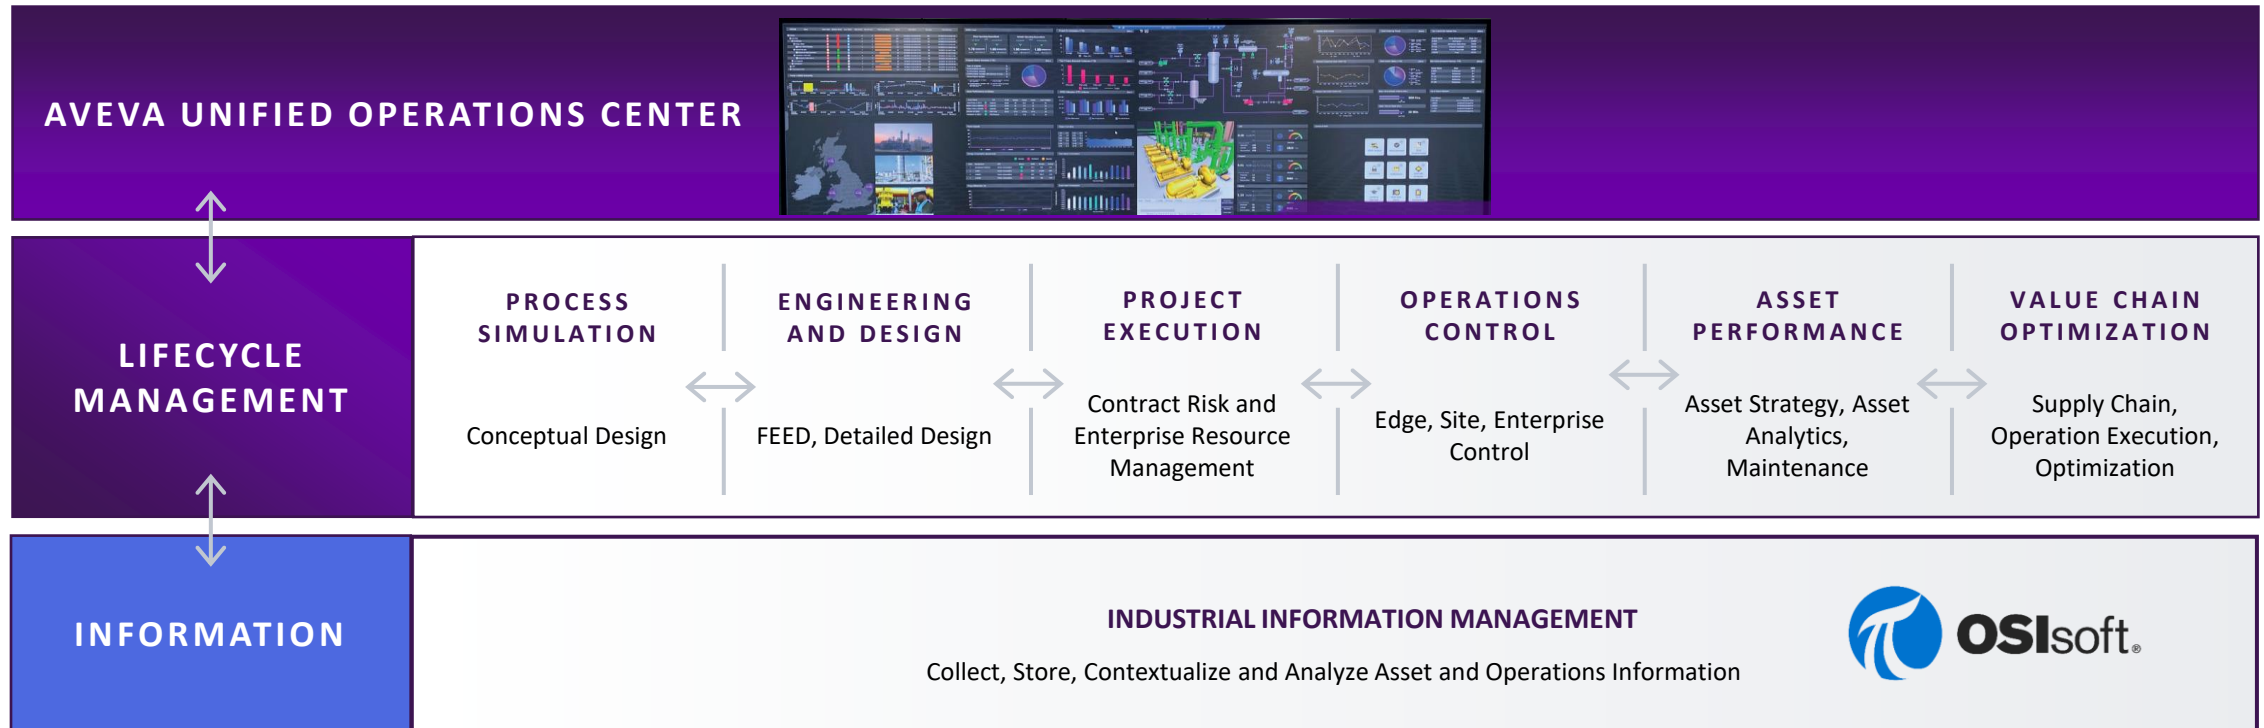 AVEVA UNIFIED OPERATIONS CENTER
LIFECYCLE
MANAGEMENT
PROCESS
SIMULATION
Conceptual Design
ENGINEERING
AND DESIGN
FEED, Detailed Design
PROJECT
EXECUTION
Contract Risk and
Enterprise Resource
Management
OPERATIONS
CONTROL
Edge, Site, Enterprise
Control
ASSET
PERFORMANCE
Asset Strategy, Asset
Analytics,
Maintenance
VALUE CHAIN
OPTIMIZATION
Supply Chain,
Operation Execution,
Optimization
INFORMATION
INDUSTRIAL INFORMATION MANAGEMENT
Collect, Store, Contextualize and Analyze Asset and Operations Information
OSIsoft®